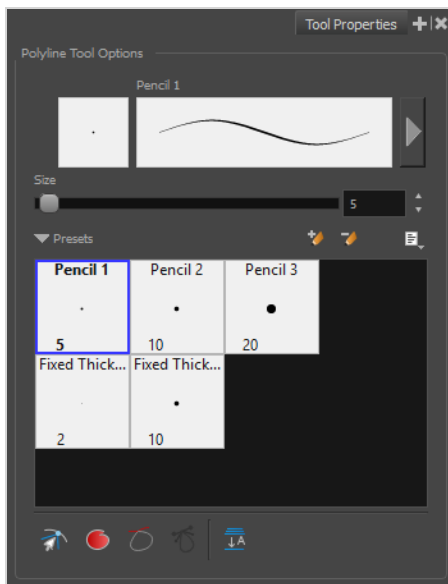 Tool Properties
Polyline Tool Options
Pencil 1
Size
5
Presets
Pencil 1 Pencil 2 Pencil 3
5 10 20
Fixed Thick... Fixed Thick...
2 10
A